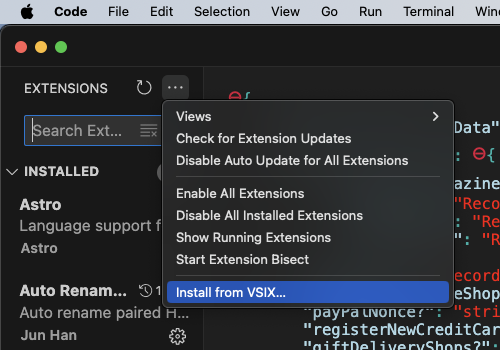 Code File Edit Selection View Go Run Terminal
EXTENSIONS
Search Ext...
Views
Check for Extension Updates
Disable Auto Update for All Extensions
Enable All Extensions
Disable All Installed Extensions
Show Running Extensions
Start Extension Bisect
Install from VSIX...
INSTALLED
Astro
Language support f
Astro
Auto Renam...
Auto rename paired H
Jun Han
{
Data"
: {
azine
"Reco
"Re
": "R
ecord
eShop
"payPalNonce?": "stri
"registerNewCreditCar
"giftDeliveryShops?":